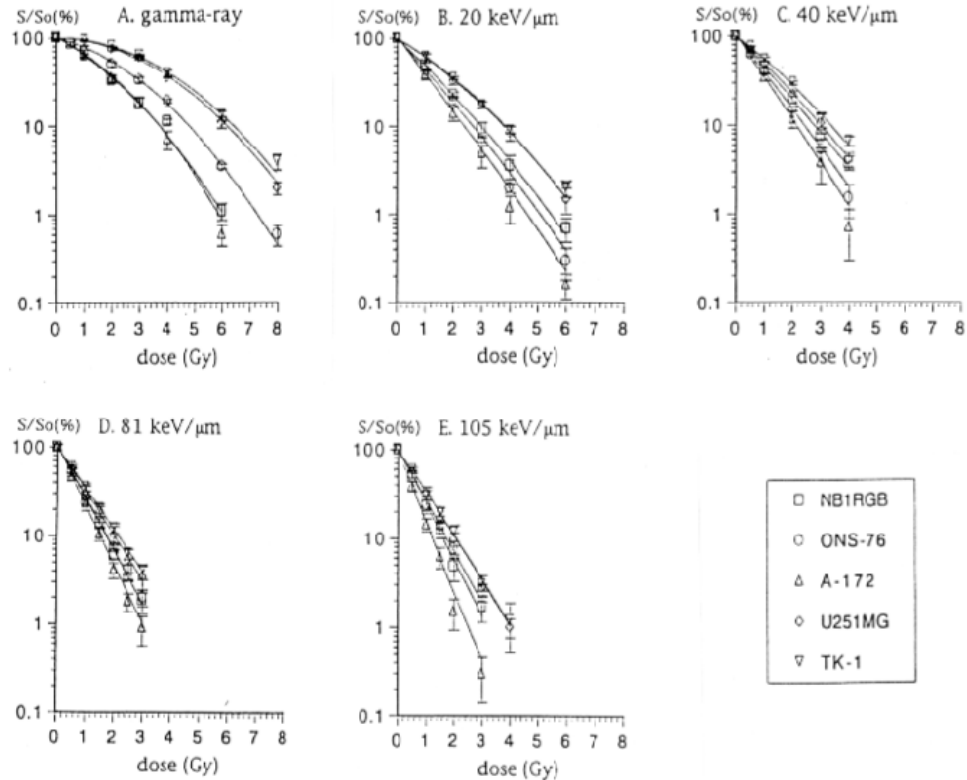 S/So(%) A. gamma-ray
100
10
1
0.1
0 1 2 3 4 5 6 7 8
dose (Gy)
S/So(%) B. 20 keV/μm
100
10
1
0.1
0 1 2 3 4 5 6 7 8
dose (Gy)
S/So(%) C. 40 keV/μm
100
10
1
0.1
0 1 2 3 4 5 6 7 8
dose (Gy)
S/So(%) D. 81 keV/μm
100
10
1
0.1
0 1 2 3 4 5 6 7 8
dose (Gy)
S/So(%) E. 105 keV/μm
100
10
1
0.1
0 1 2 3 4 5 6 7 8
dose (Gy)
NB1RGB
ONS-76
A-172
U251MG
TK-1